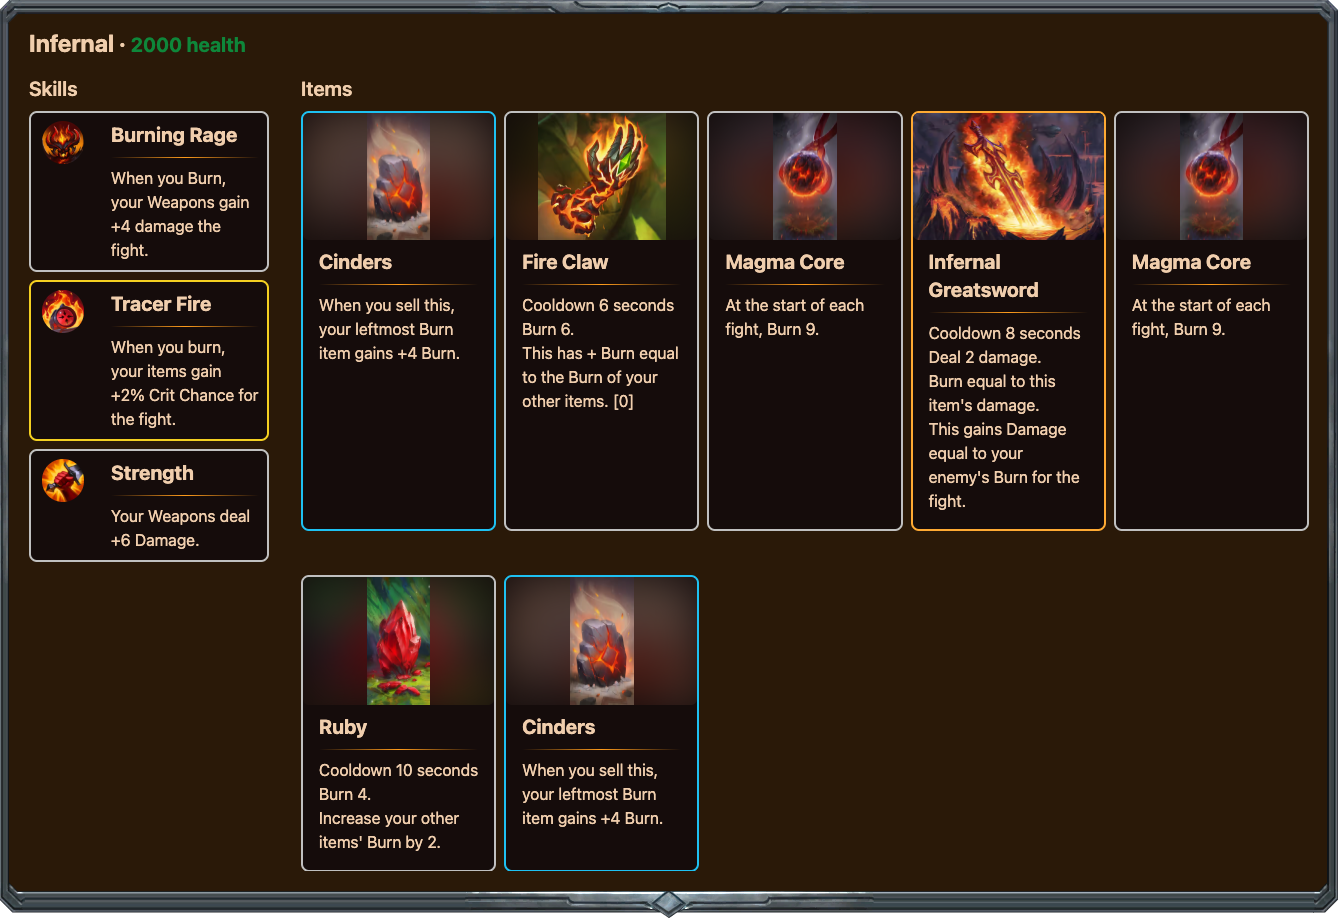 Infernal · 2000 health
Skills
Burning Rage
When you Burn,
your Weapons gain
+4 damage the
fight.
Tracer Fire
When you burn,
your items gain
+2% Crit Chance for
the fight.
Strength
Your Weapons deal
+6 Damage.
Items
Cinders
When you sell this,
your leftmost Burn
item gains +4 Burn.
Fire Claw
Cooldown 6 seconds
Burn 6.
This has + Burn equal
to the Burn of your
other items. [0]
Magma Core
At the start of each
fight, Burn 9.
Infernal
Greatsword
Cooldown 8 seconds
Deal 2 damage.
Burn equal to this
item's damage.
This gains Damage
equal to your
enemy's Burn for the
fight.
Magma Core
At the start of each
fight, Burn 9.
Ruby
Cooldown 10 seconds
Burn 4.
Increase your other
items' Burn by 2.
Cinders
When you sell this,
your leftmost Burn
item gains +4 Burn.